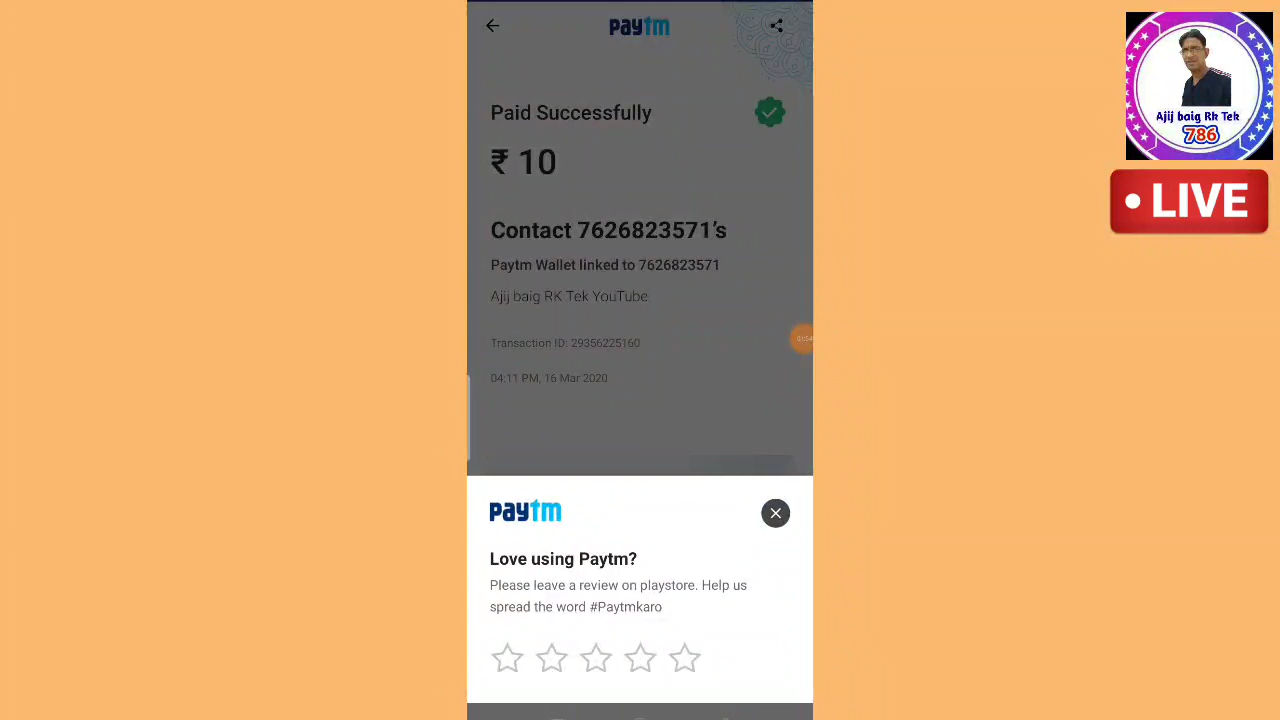 paytm
Paid Successfully
₹ 10
Contact 7626823571's
Paytm Wallet linked to 7626823571
Ajij baig RK Tek YouTube
Transaction ID: 29356225160
04:11 PM, 16 Mar 2020
paytm
Love using Paytm?
Please leave a review on playstore. Help us
spread the word #Paytmkaro
Ajij baig Rk Tek
786
LIVE